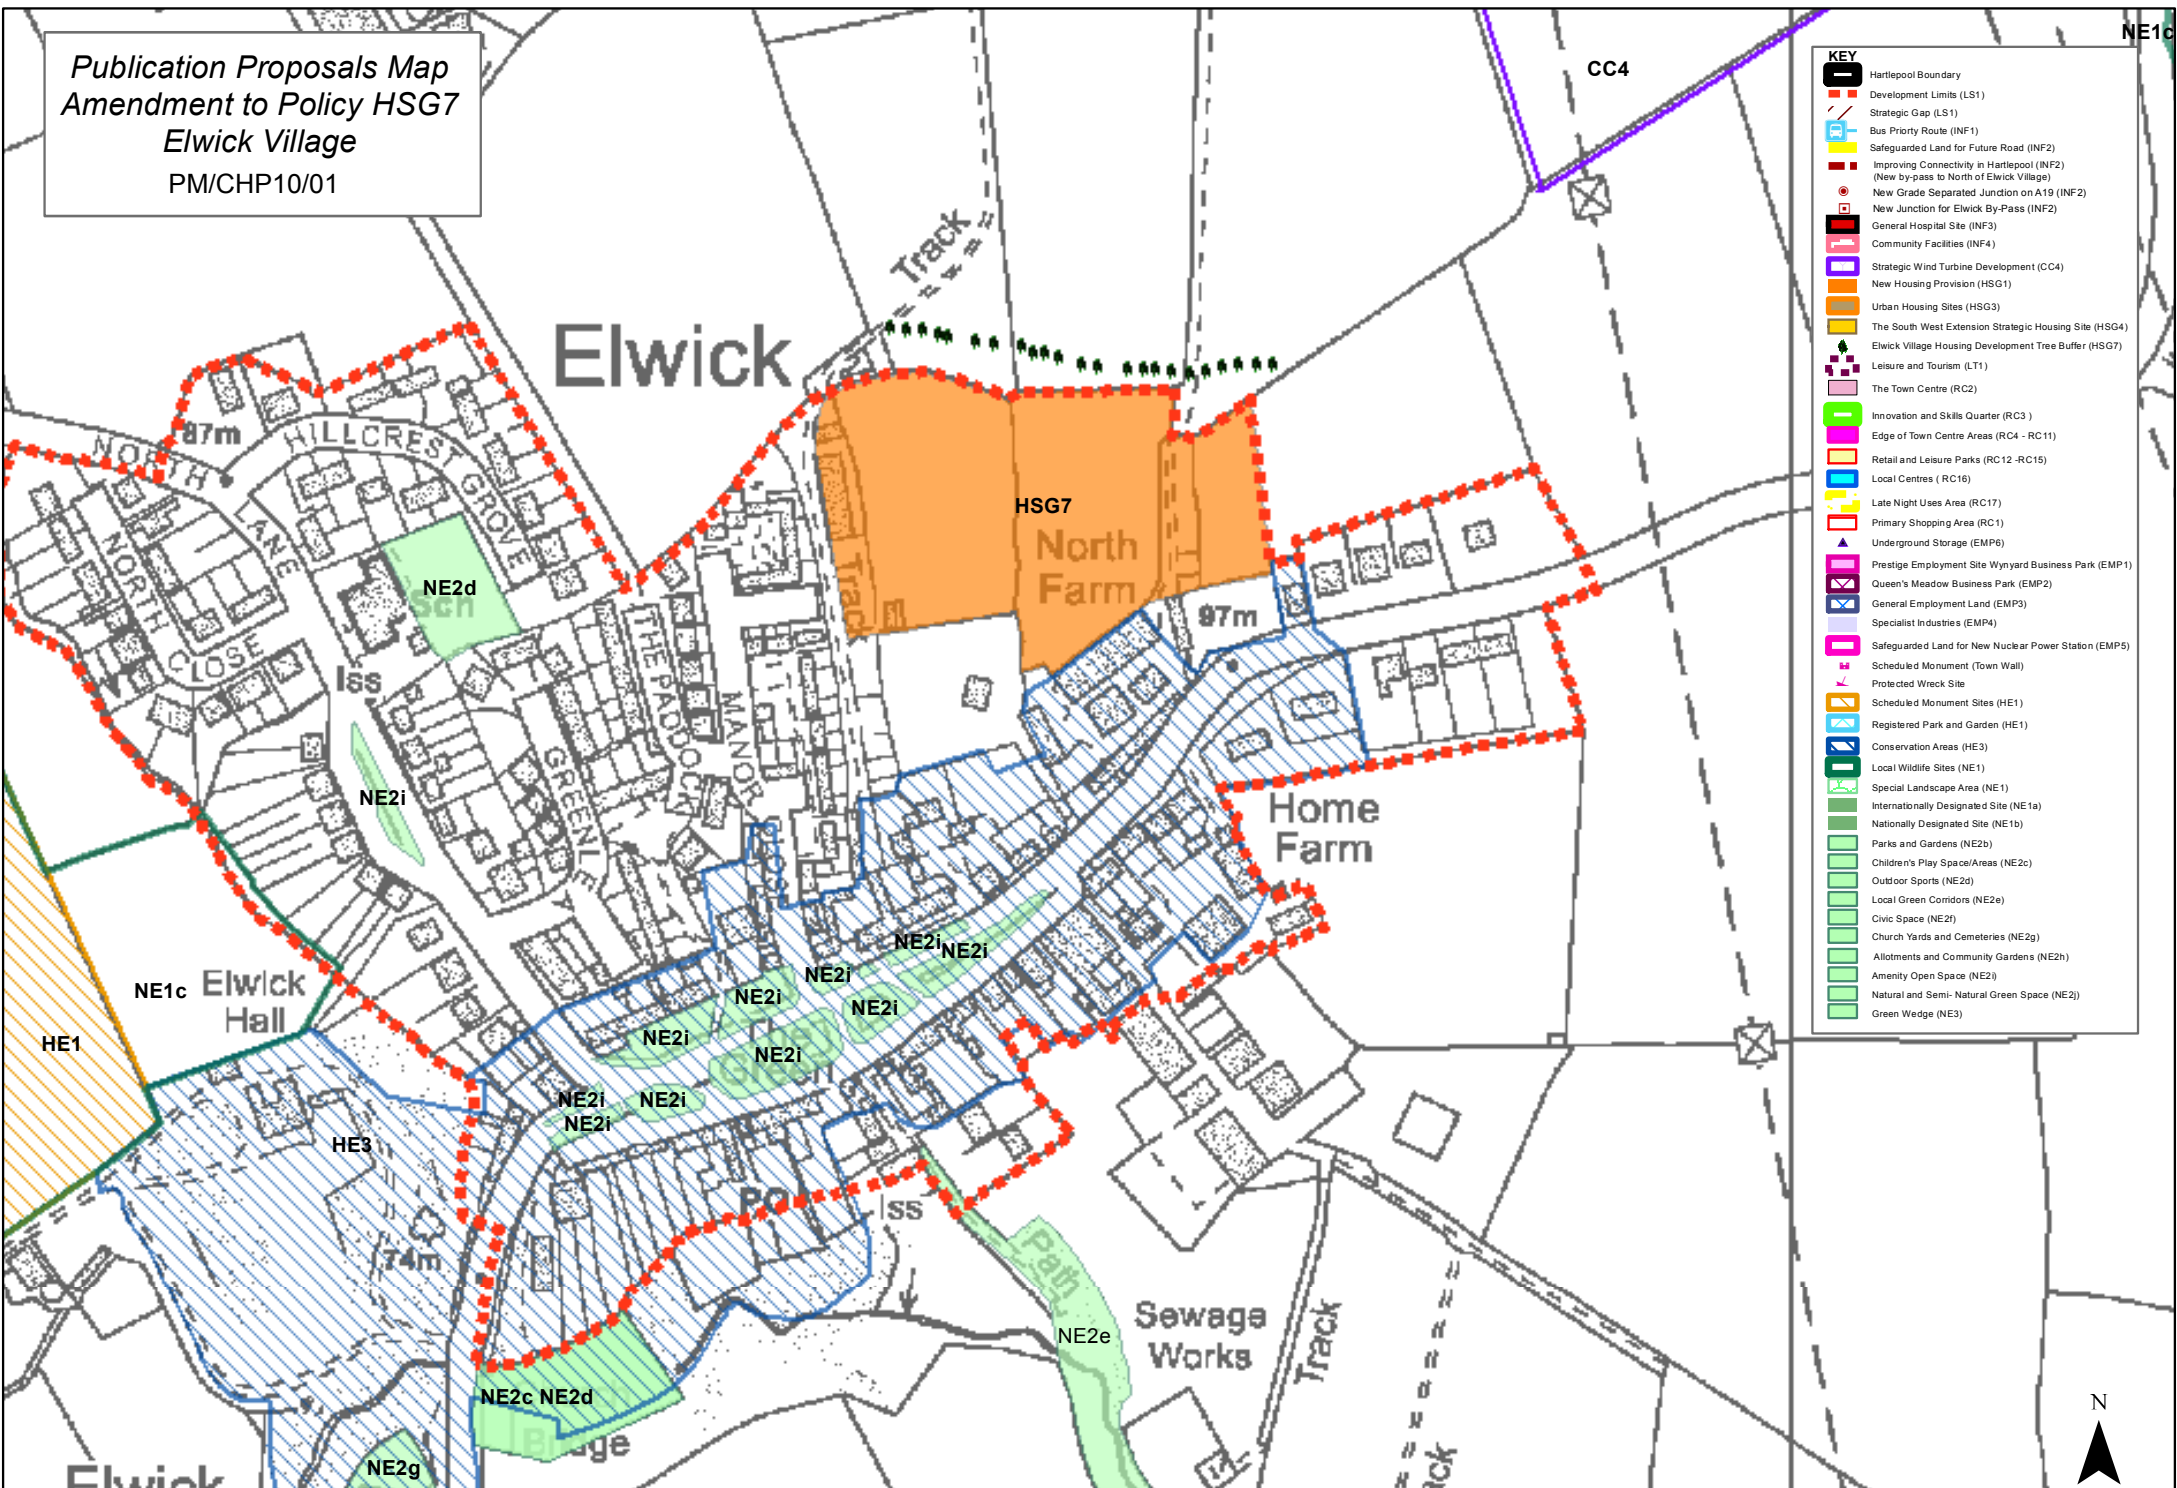 Publication Proposals Map
Amendment to Policy HSG7
Elwick Village
PM/CHP10/01
CC4
NE1c
KEY
Hartlepool Boundary
Development Limits (LS1)
Strategic Gap (LS1)
Bus Priorty Route (INF1)
Safeguarded Land for Future Road (INF2)
Improving Connectivity in Hartlepool (INF2)
(New by-pass to North of Elwick Village)
New Grade Separated Junction on A19 (INF2)
New Junction for Elwick By-Pass (INF2)
General Hospital Site (INF3)
Community Facilities (INF4)
Strategic Wind Turbine Development (CC4)
New Housing Provision (HSG1)
Urban Housing Sites (HSG3)
The South West Extension Strategic Housing Site (HSG4)
Elwick Village Housing Development Tree Buffer (HSG7)
Leisure and Tourism (LT1)
The Town Centre (RC2)
Innovation and Skills Quarter (RC3 )
Edge of Town Centre Areas (RC4 - RC11)
Retail and Leisure Parks (RC12 -RC15)
Local Centres ( RC16)
Late Night Uses Area (RC17)
Primary Shopping Area (RC1)
Underground Storage (EMP6)
Prestige Employment Site Wynyard Business Park (EMP1)
Queen's Meadow Business Park (EMP2)
General Employment Land (EMP3)
Specialist Industries (EMP4)
Safeguarded Land for New Nuclear Power Station (EMP5)
Scheduled Monument (Town Wall)
Protected Wreck Site
Scheduled Monument Sites (HE1)
Registered Park and Garden (HE1)
Conservation Areas (HE3)
Local Wildlife Sites (NE1)
Special Landscape Area (NE1)
Internationally Designated Site (NE1a)
Nationally Designated Site (NE1b)
Parks and Gardens (NE2b)
Children's Play Space/Areas (NE2c)
Outdoor Sports (NE2d)
Local Green Corridors (NE2e)
Civic Space (NE2f)
Church Yards and Cemeteries (NE2g)
Allotments and Community Gardens (NE2h)
Amenity Open Space (NE2i)
Natural and Semi- Natural Green Space (NE2j)
Green Wedge (NE3)
Track
Elwick
87m
NORTH
LANE
HILLCREST GROVE
NORTH
CLOSE
HSG7
North
Farm
Track
NE2d
Sch
97m
Iss
THE PADDOCK
MANOR
GREENLEA
NE2i
Home
Farm
NE2i
NE2i
NE2i
NE2i
NE2i
NE2i
NE2i
Green
NE2i
NE2i
NE2i
NE1c
Elwick
Hall
HE1
HE3
PO
Iss
74m
Path
NE2e
Sewage
Works
Track
NE2c NE2d
Bridge
NE2g
Elwick
N